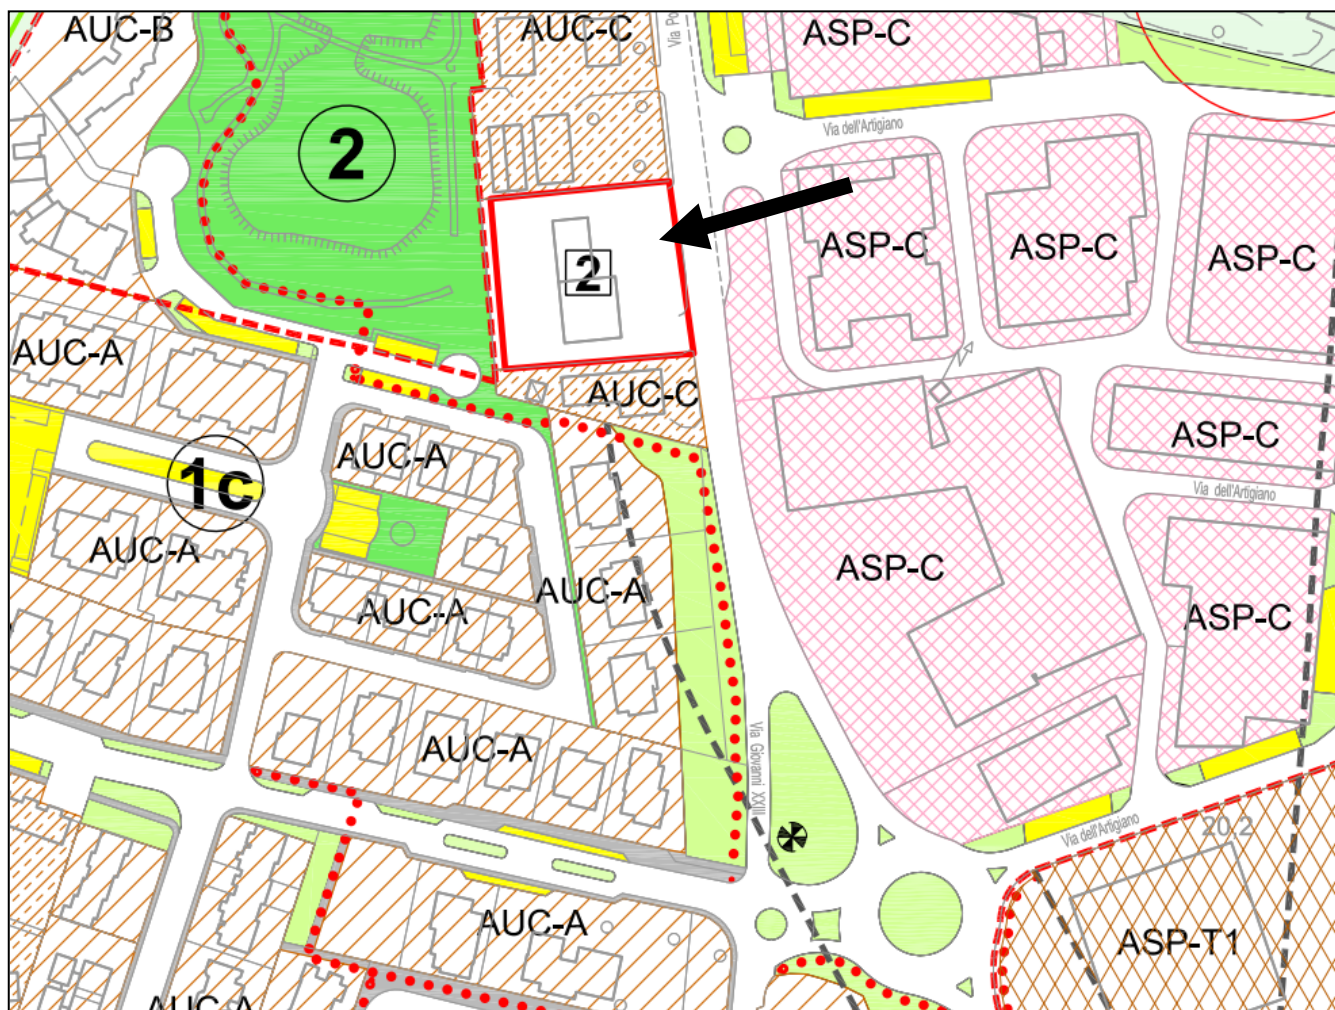 AUC-B
AUC-C
Via Po
ASP-C
Via dell'Artigiano
2
ASP-C
ASP-C
ASP-C
2
AUC-A
AUC-C
AUC-A
ASP-C
1c
Via dell'Artigiano
AUC-A
ASP-C
AUC-A
AUC-A
ASP-C
AUC-A
Via Giovanni XXIII
Via dell'Artigiano
20.2
AUC-A
ASP-T1
AUC-A